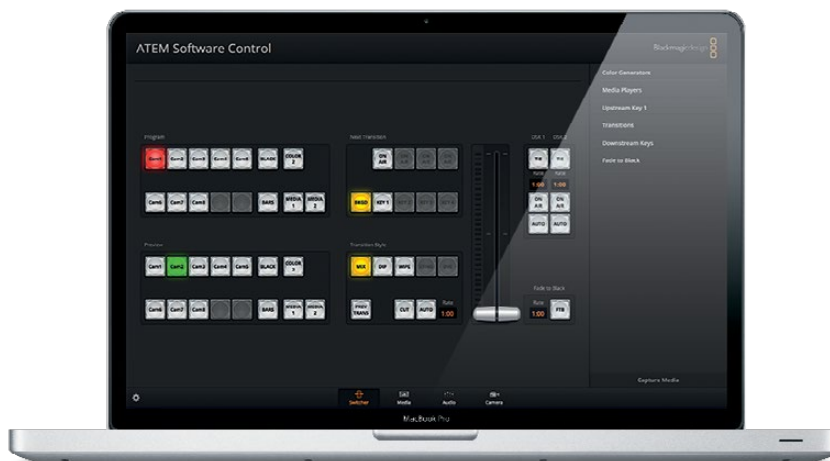 ATEM Software Control
Blackmagicdesign
Color Generators
Media Players
Upstream Key 1
Transitions
Downstream Keys
Fade to Black
Program
Cam1 Cam2 Cam3 Cam4 Cam5 BLACK COLOR 2
Cam6 Cam7 Cam8 BARS MEDIA 1 MEDIA 2
Next Transition
ON AIR
BKGD KEY 1
DSK 1 DSK 2
TIE TIE
Rate Rate
1:00 1:00
ON AIR ON AIR
AUTO AUTO
Preview
Cam1 Cam2 Cam3 Cam4 Cam5 BLACK
Cam6 Cam7 Cam8 BARS MEDIA 1 MEDIA 2
Transition Style
MIX DIP WIPE
PREV TRANS CUT AUTO
Rate
1:00
Fade to Black
Rate
1:00 FTB
Capture Media
Switcher Media Audio Camera
MacBook Pro